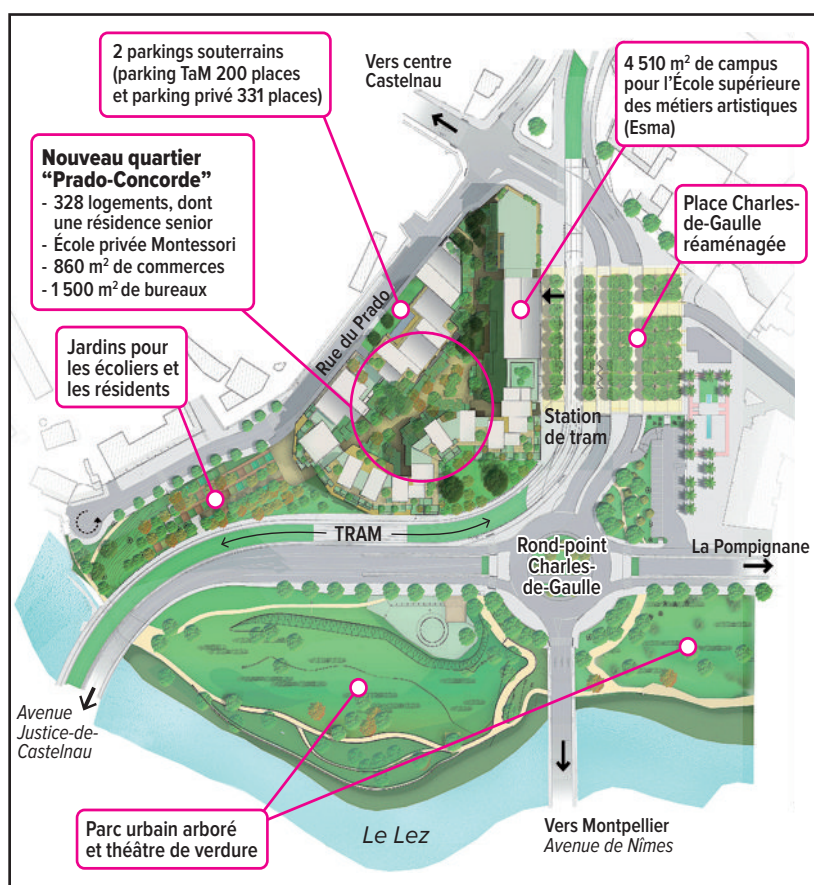 2 parkings souterrains
(parking TaM 200 places
et parking privé 331 places)
Vers centre
Castelnau
4 510 m² de campus
pour l’École supérieure
des métiers artistiques
(Esma)
Nouveau quartier
“Prado-Concorde”
- 328 logements, dont
une résidence senior
- École privée Montessori
- 860 m² de commerces
- 1 500 m² de bureaux
Place Charles-
de-Gaulle
réaménagée
Rue du Prado
Jardins pour
les écoliers et
les résidents
Station
de tram
TRAM
Rond-point
Charles-
de-Gaulle
La Pompignane
Avenue
Justice-de-
Castelnau
Parc urbain arboré
et théâtre de verdure
Le Lez
Vers Montpellier
Avenue de Nîmes